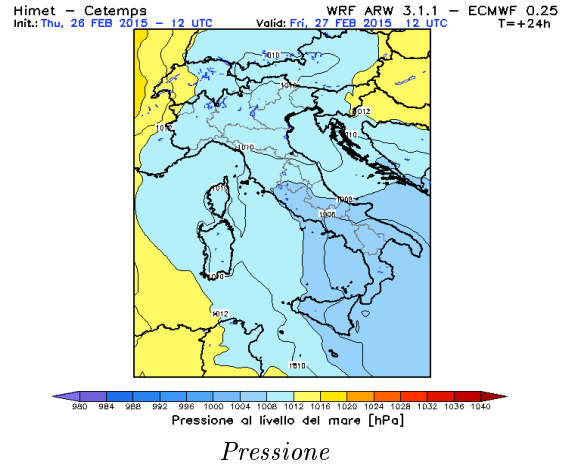 Himet - Cetemps WRF ARW 3.1.1 - ECMWF 0.25
Init.: Thu, 26 FEB 2015 - 12 UTC Valid: Fri, 27 FEB 2015 12 UTC T=+24h
1010
1010
1012
1012
1010
1010
1010
1008
1008
1010
1012
1010
980 984 988 992 996 1000 1004 1008 1012 1016 1020 1024 1028 1032 1036 1040
Pressione al livello del mare [hPa]
Pressione